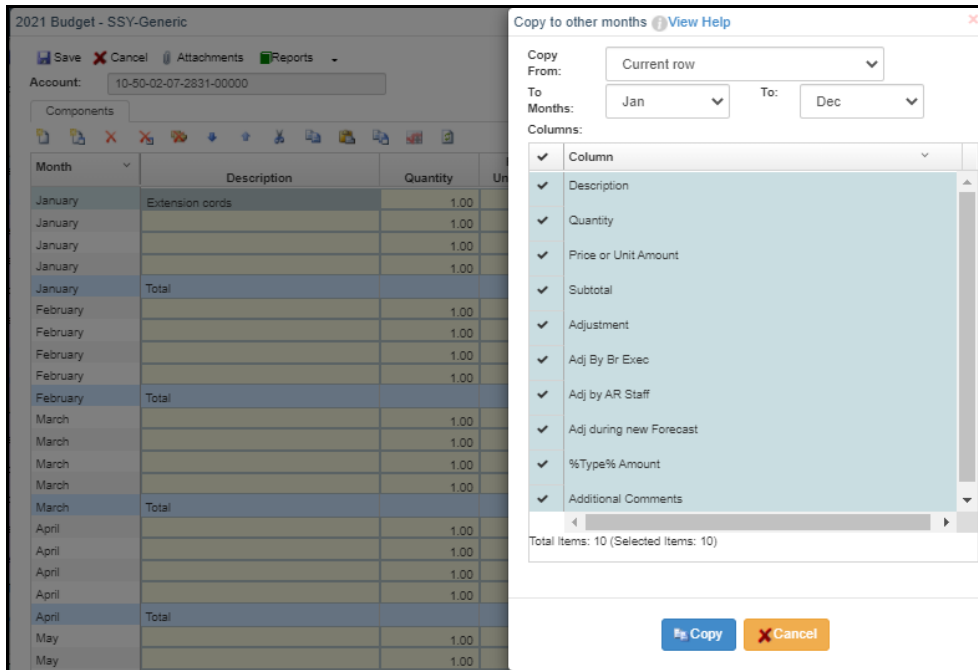 2021 Budget - SSY-Generic
Save Cancel Attachments Reports
Account: 10-50-02-07-2831-00000
Components
Month Description Quantity Un
January Extension cords 1.00
January 1.00
January 1.00
January 1.00
January Total
February 1.00
February 1.00
February 1.00
February 1.00
February Total
March 1.00
March 1.00
March 1.00
March 1.00
March Total
April 1.00
April 1.00
April 1.00
April 1.00
April Total
May 1.00
May 1.00
Copy to other months View Help
Copy From: Current row
To Months: Jan To: Dec
Columns:
Column
Description
Quantity
Price or Unit Amount
Subtotal
Adjustment
Adj By Br Exec
Adj by AR Staff
Adj during new Forecast
%Type% Amount
Additional Comments
Total Items: 10 (Selected Items: 10)
Copy Cancel